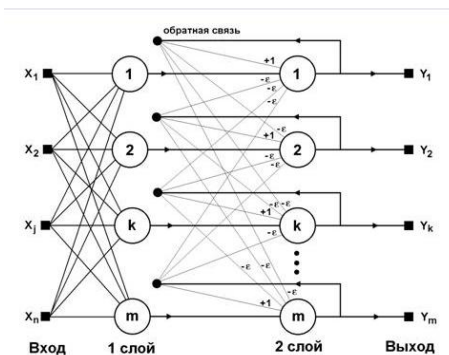 обратная связь
X1 1 +1 1 Y1
-ε
-ε
-ε
X2 2 +1 2 Y2
-ε
-ε
-ε -ε
Xj k +1 k Yk
-ε
-ε -ε
-ε
Xn m +1 m Ym
Вход 1 слой 2 слой Выход